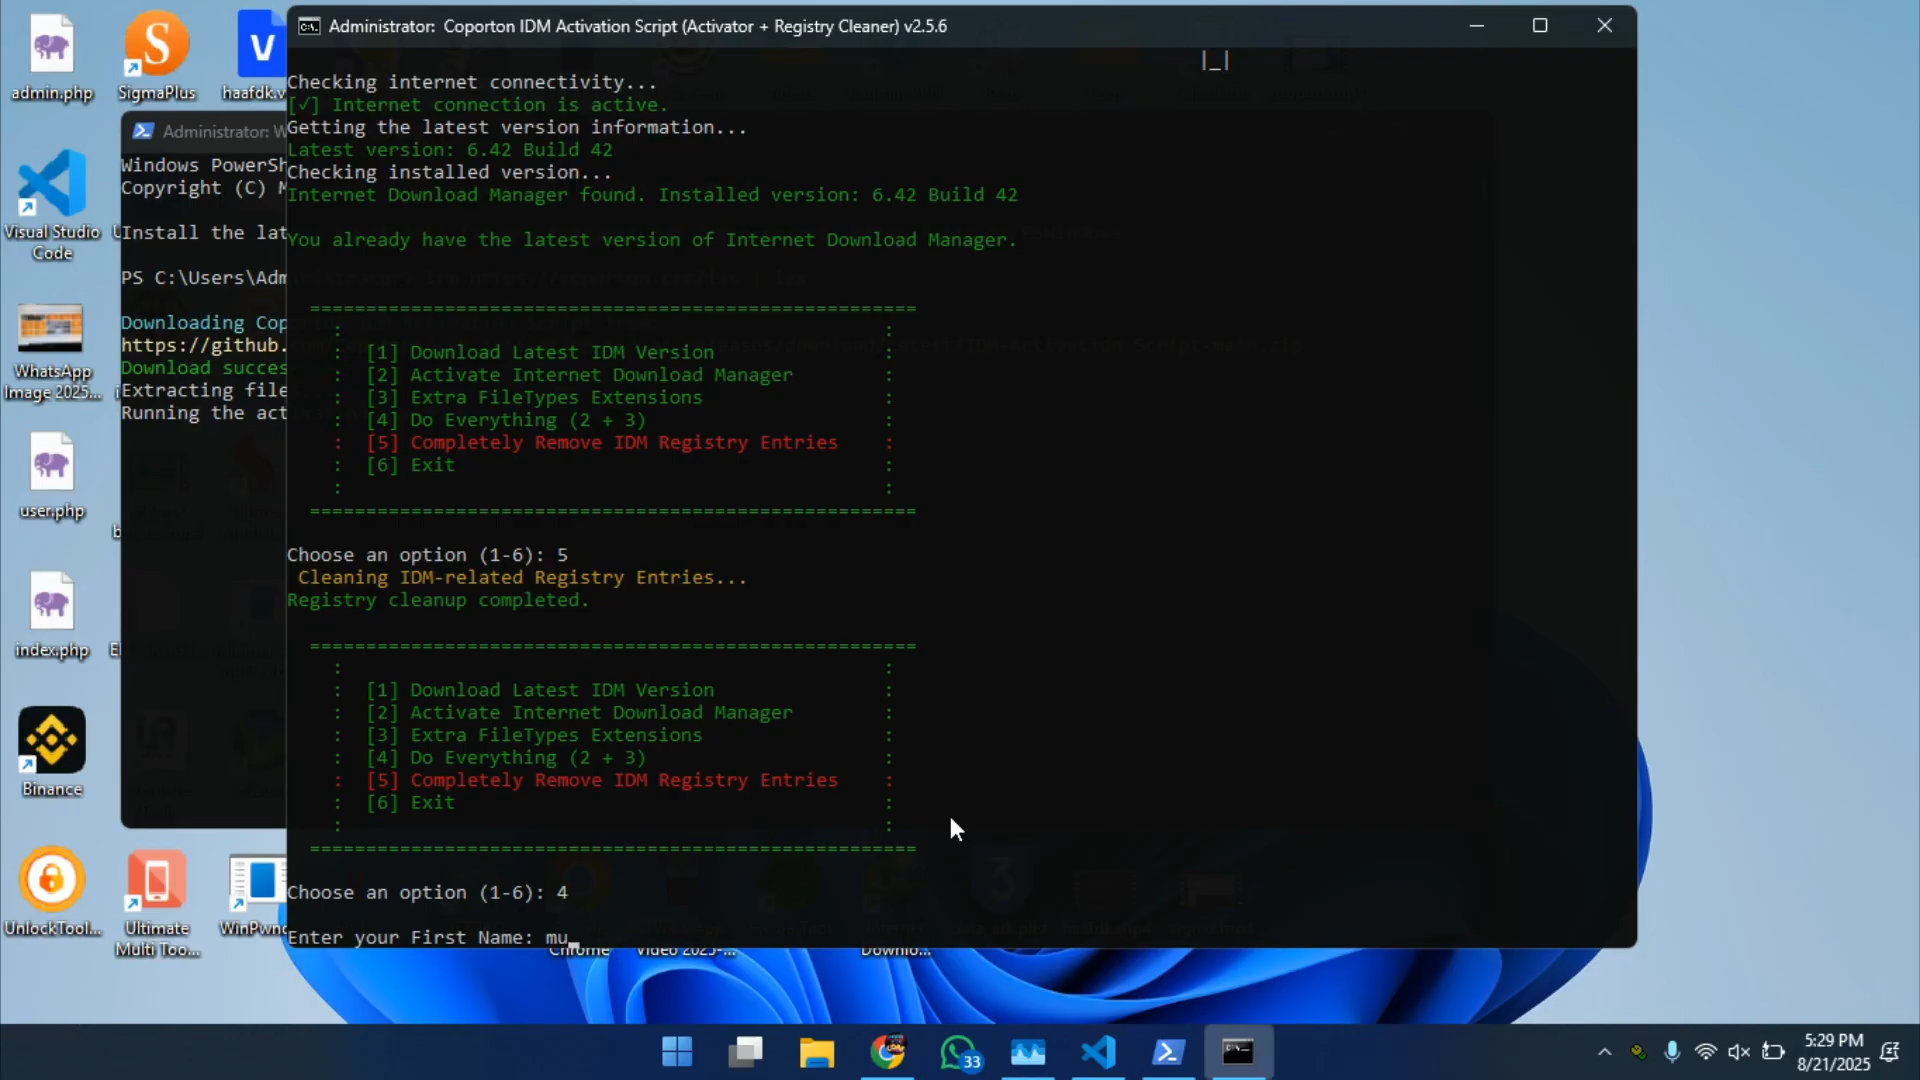 Administrator: Coporton IDM Activation Script (Activator + Registry Cleaner) v2.5.6
|_|
Checking internet connectivity...
[✓] Internet connection is active.
Getting the latest version information...
Latest version: 6.42 Build 42
Checking installed version...
Internet Download Manager found. Installed version: 6.42 Build 42
You already have the latest version of Internet Download Manager.
===================================================
: :
: [1] Download Latest IDM Version :
: [2] Activate Internet Download Manager :
: [3] Extra FileTypes Extensions :
: [4] Do Everything (2 + 3) :
: [5] Completely Remove IDM Registry Entries :
: [6] Exit :
: :
===================================================
Choose an option (1-6): 5
Cleaning IDM-related Registry Entries...
Registry cleanup completed.
===================================================
: :
: [1] Download Latest IDM Version :
: [2] Activate Internet Download Manager :
: [3] Extra FileTypes Extensions :
: [4] Do Everything (2 + 3) :
: [5] Completely Remove IDM Registry Entries :
: [6] Exit :
: :
===================================================
Choose an option (1-6): 4
Enter your First Name: mu_
Administrator: W
Windows PowerSh
Copyright (C) M
Install the lat
PS C:\Users\Adm
Downloading Cop
https://github.
Download succes
Extracting file
Running the act
admin.php
SigmaPlus
haafdk.v
Visual Studio
Code
WhatsApp
Image 2025...
user.php
index.php
Binance
UnlockTool...
Ultimate
Multi Too...
WinPwn
Chrome
Video 2025-...
Downlo...
33
5:29 PM
8/21/2025